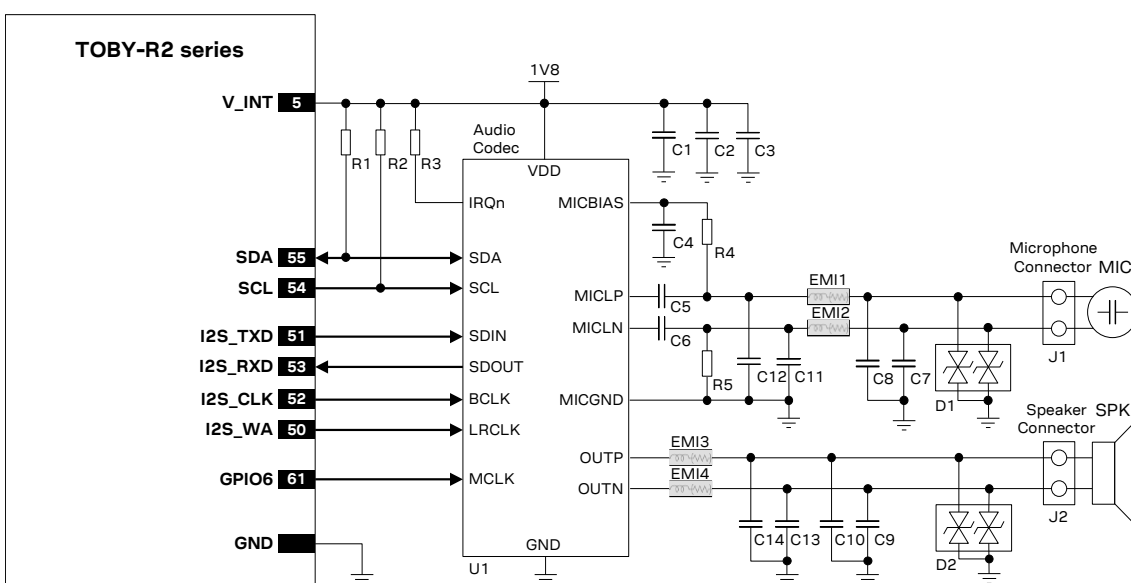 TOBY-R2 series
1V8
V_INT 5
Audio
Codec
R1
R2
R3
C1
C2
C3
VDD
IRQn
MICBIAS
C4
R4
SDA 55
SDA
SCL 54
SCL
MICLP
C5
EMI1
Microphone
Connector
MIC
I2S_TXD 51
SDIN
MICLN
C6
EMI2
J1
I2S_RXD 53
SDOUT
R5
C12
C11
C8
C7
D1
I2S_CLK 52
BCLK
MICGND
I2S_WA 50
LRCLK
Speaker
Connector
SPK
OUTP
EMI3
GPIO6 61
MCLK
OUTN
EMI4
J2
C14
C13
C10
C9
D2
GND
GND
U1